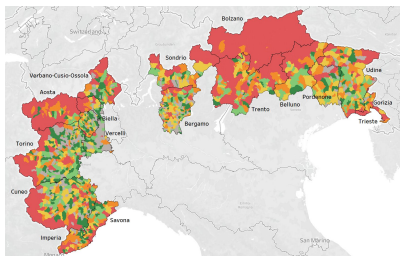 Bolzano
Switzerland
Sondrio
Verbano-Cusio-Ossola
Udine
Aosta
Pordenone
Gorizia
Belluno
Trento
Biella
Bergamo
Trieste
Vercelli
Torino
Cuneo
Savona
Imperia
San Marino